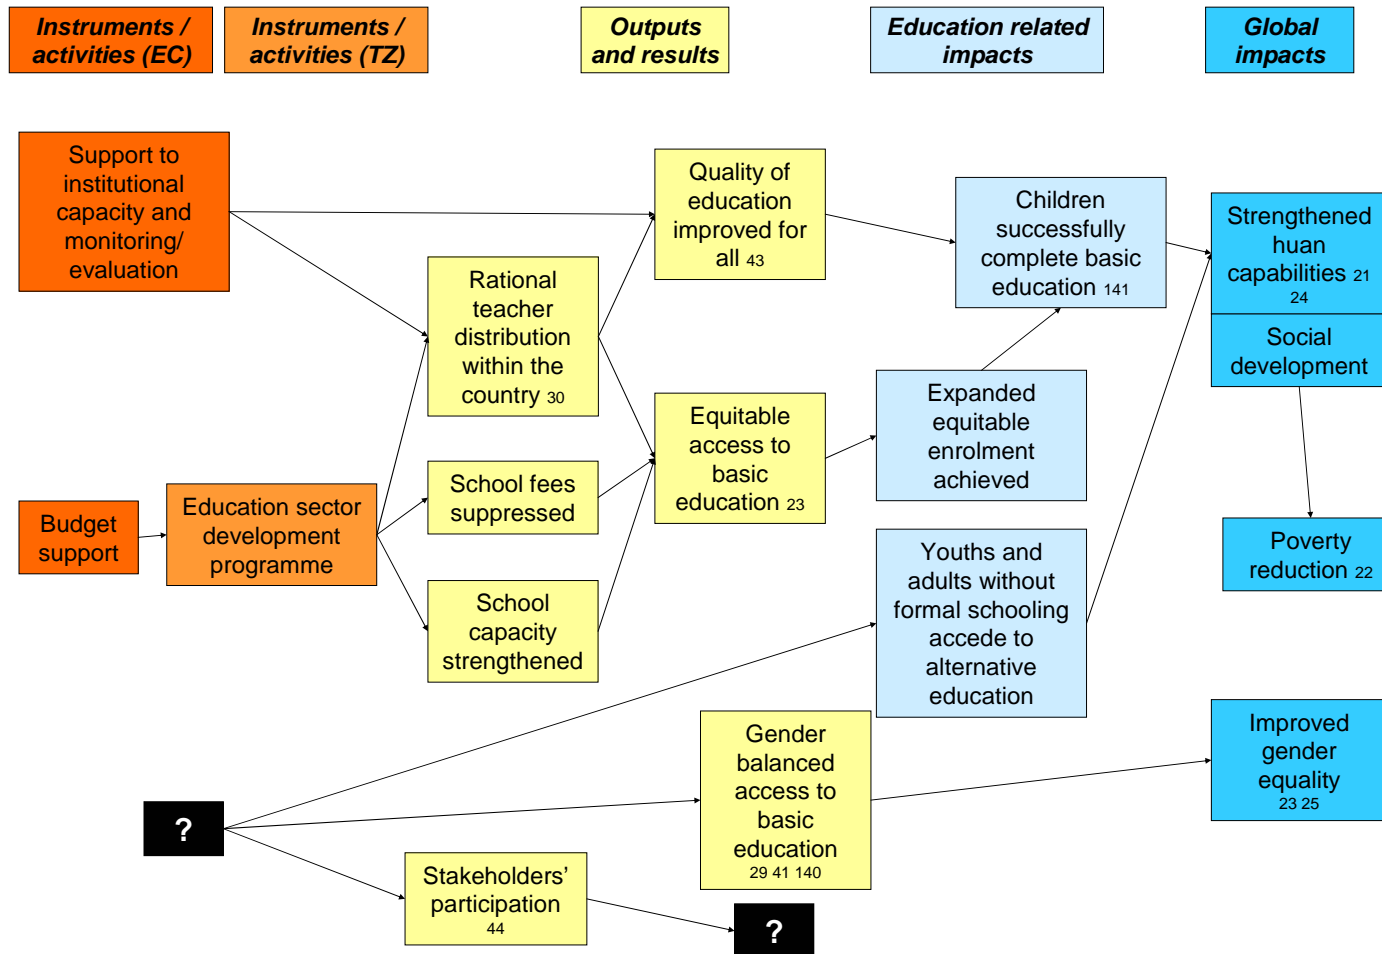 Instruments /
activities (EC)
Instruments /
activities (TZ)
Outputs
and results
Education related
impacts
Global
impacts
Support to
institutional
capacity and
monitoring/
evaluation
Quality of
education
improved for
all 43
Children
successfully
complete basic
education 141
Strengthened
huan
capabilities 21
24
Social
development
Rational
teacher
distribution
within the
country 30
Equitable
access to
basic
education 23
Expanded
equitable
enrolment
achieved
School fees
suppressed
Budget
support
Education sector
development
programme
Poverty
reduction 22
Youths and
adults without
formal schooling
accede to
alternative
education
School
capacity
strengthened
Gender
balanced
access to
basic
education
29 41 140
Improved
gender
equality
23 25
?
Stakeholders’
participation
44
?